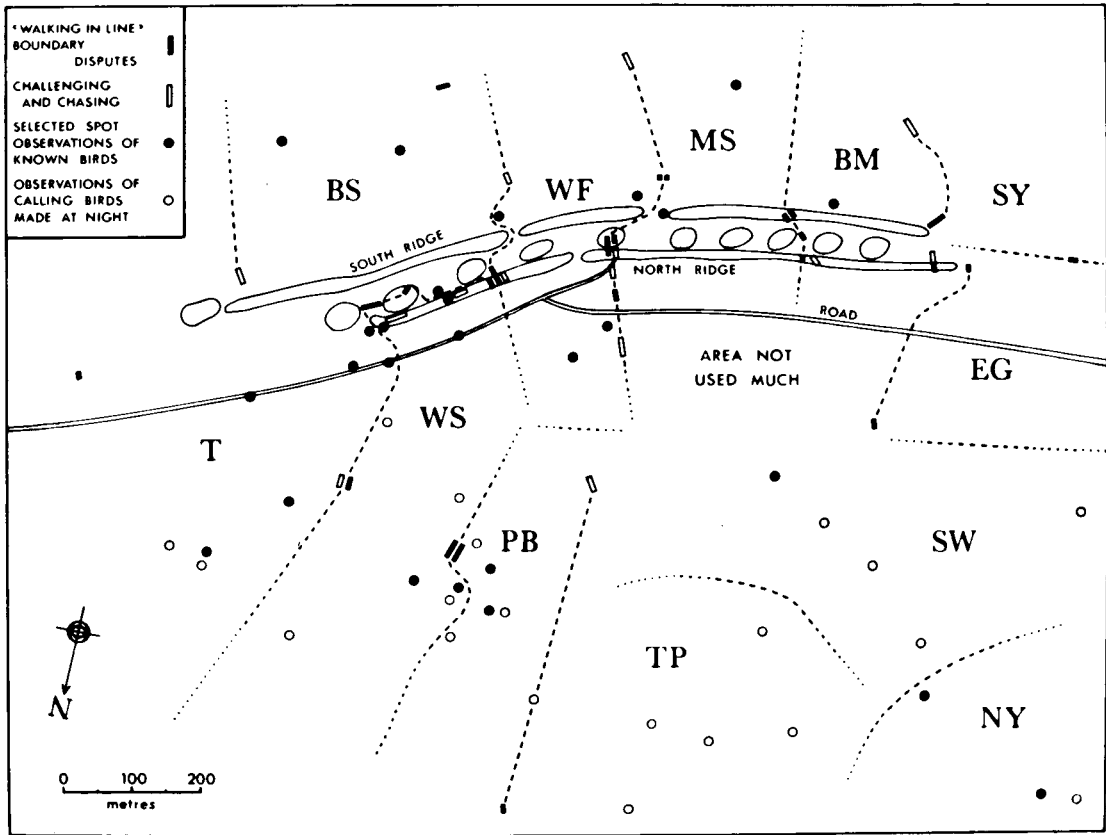 "WALKING IN LINE"
BOUNDARY
DISPUTES
CHALLENGING
AND CHASING
SELECTED SPOT
OBSERVATIONS OF
KNOWN BIRDS
OBSERVATIONS OF
CALLING BIRDS
MADE AT NIGHT
MS
BM
BS
WF
SY
SOUTH RIDGE
NORTH RIDGE
ROAD
AREA NOT
USED MUCH
EG
WS
T
PB
SW
TP
NY
N
0 100 200
metres